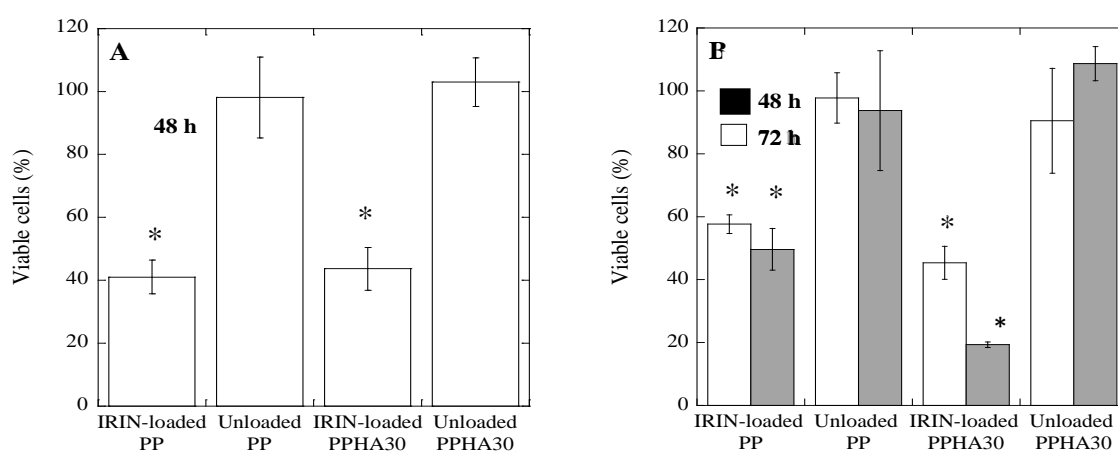 A
48 h
*
*
Viable cells (%)
120
100
80
60
40
20
0
IRIN-loaded PP
Unloaded PP
IRIN-loaded PPHA30
Unloaded PPHA30
B
48 h
72 h
*
*
*
*
Viable cells (%)
120
100
80
60
40
20
0
IRIN-loaded PP
Unloaded PP
IRIN-loaded PPHA30
Unloaded PPHA30